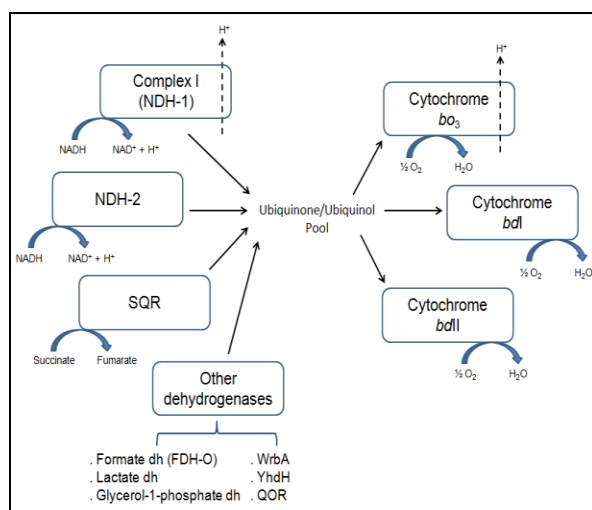 H⁺
Complex I
(NDH-1)
NADH
NAD⁺ + H⁺
NDH-2
NADH
NAD⁺ + H⁺
SQR
Succinate
Fumarate
Other
dehydrogenases
. Formate dh (FDH-O)
. Lactate dh
. Glycerol-1-phosphate dh
. WrbA
. YhdH
. QOR
Ubiquinone/Ubiquinol
Pool
H⁺
Cytochrome
bo₃
½ O₂
H₂O
Cytochrome
bdI
½ O₂
H₂O
Cytochrome
bdII
½ O₂
H₂O